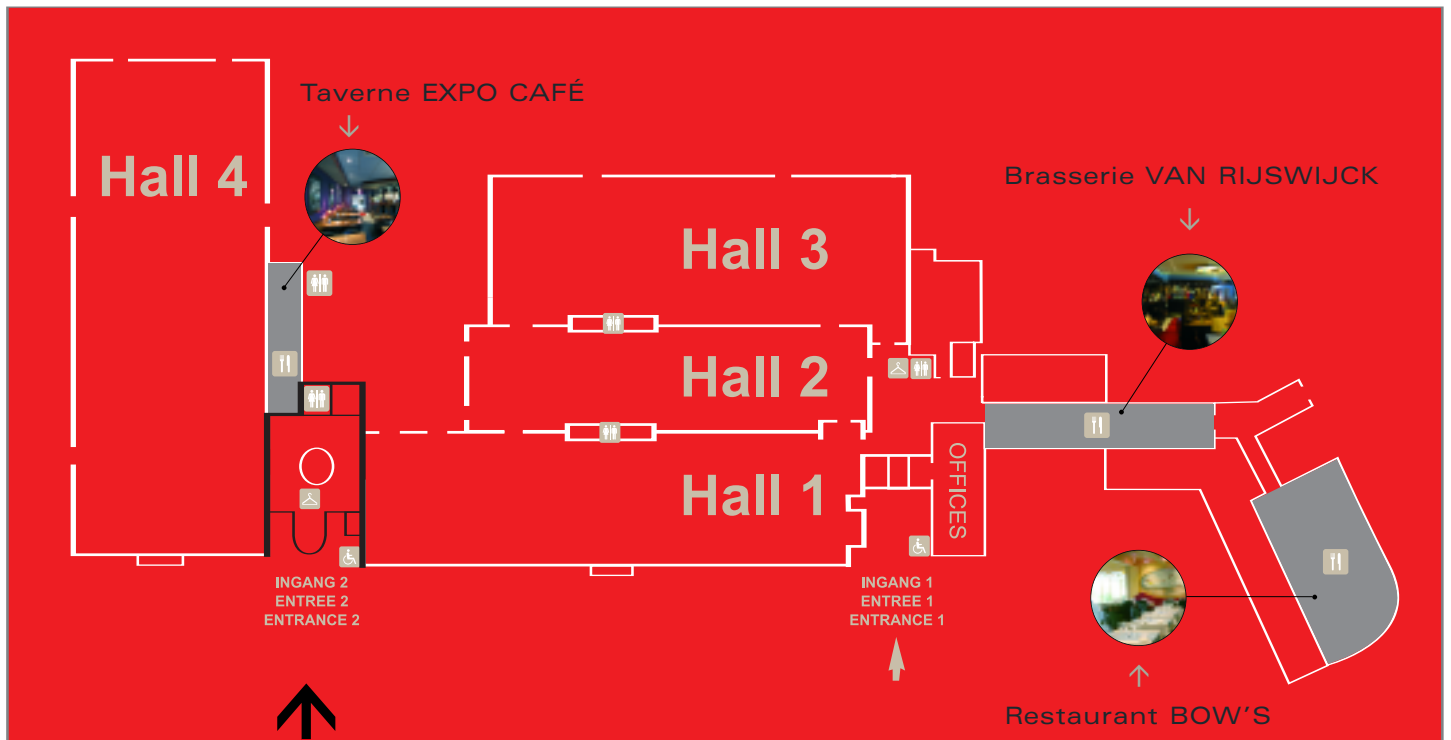 Taverne EXPO CAFÉ
Hall 4
Brasserie VAN RIJSWIJCK
Hall 3
Hall 2
Hall 1
OFFICES
INGANG 2
ENTREE 2
ENTRANCE 2
INGANG 1
ENTREE 1
ENTRANCE 1
Restaurant BOW'S